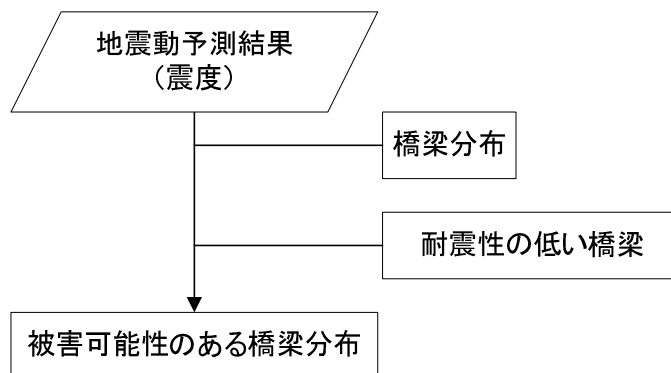 地震動予測結果
（震度）
橋梁分布
耐震性の低い橋梁
被害可能性のある橋梁分布